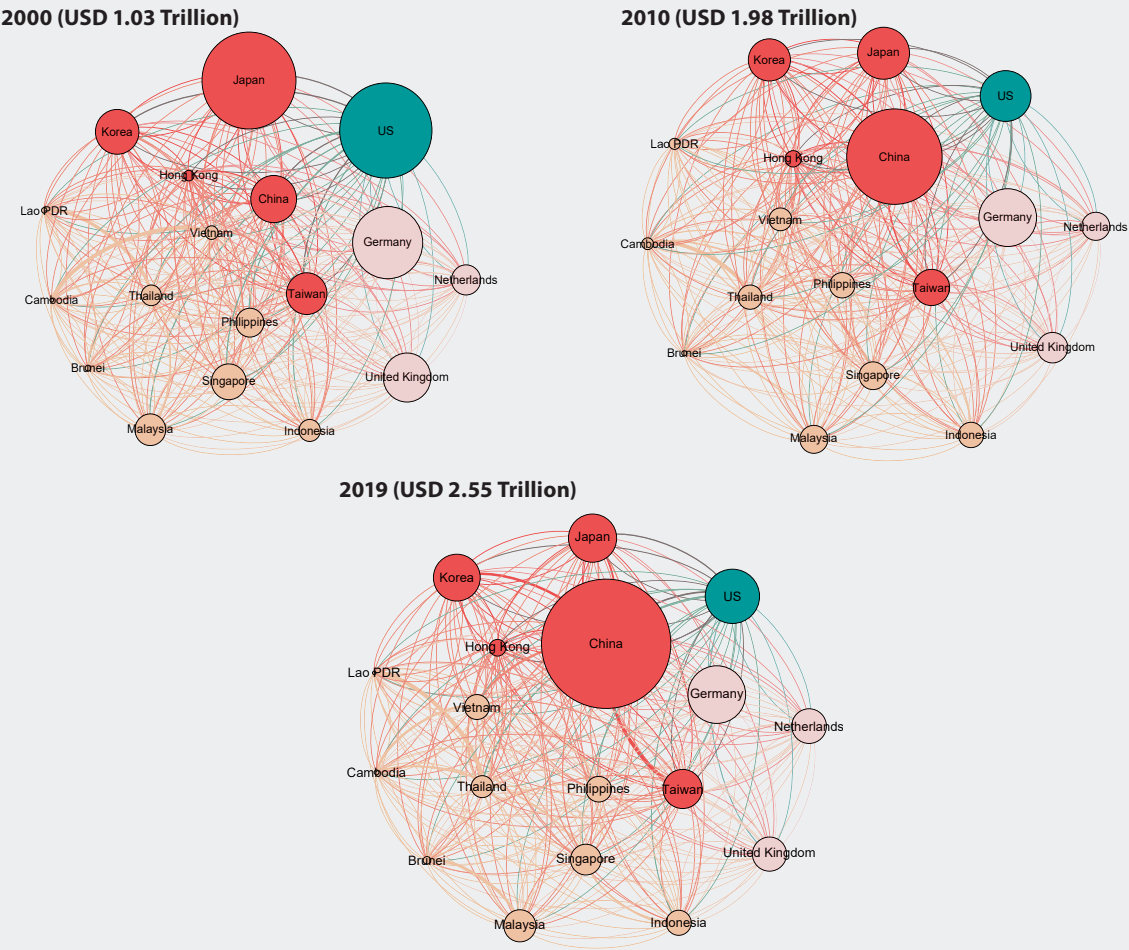 2000 (USD 1.03 Trillion)
Japan
US
Korea
Hong Kong
China
Lao PDR
Vietnam
Germany
Netherlands
Cambodia
Thailand
Taiwan
Philippines
Brunei
Singapore
United Kingdom
Malaysia
Indonesia
2010 (USD 1.98 Trillion)
Japan
Korea
US
Lao PDR
Hong Kong
China
Vietnam
Germany
Netherlands
Cambodia
Philippines
Taiwan
Thailand
Brunei
United Kingdom
Singapore
Malaysia
Indonesia
2019 (USD 2.55 Trillion)
Japan
Korea
US
Hong Kong
China
Lao PDR
Germany
Vietnam
Netherlands
Cambodia
Thailand
Philippines
Taiwan
Brunei
Singapore
United Kingdom
Malaysia
Indonesia